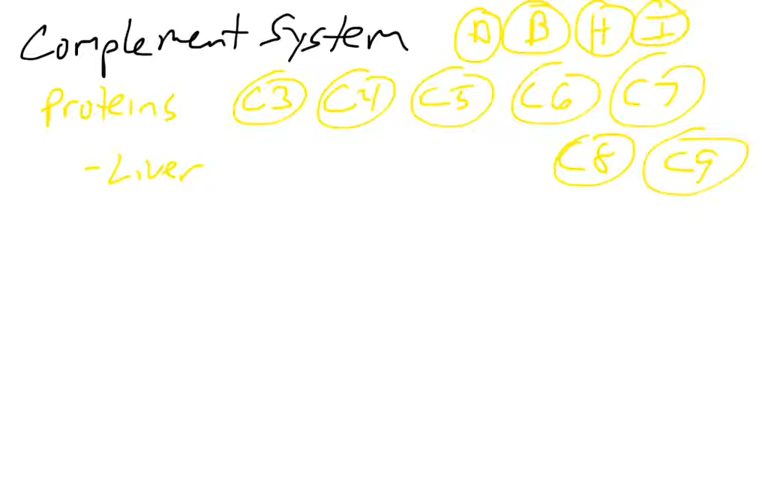 Complement System D B H I
Proteins C3 C4 C5 C6 C7
-Liver C8 C9